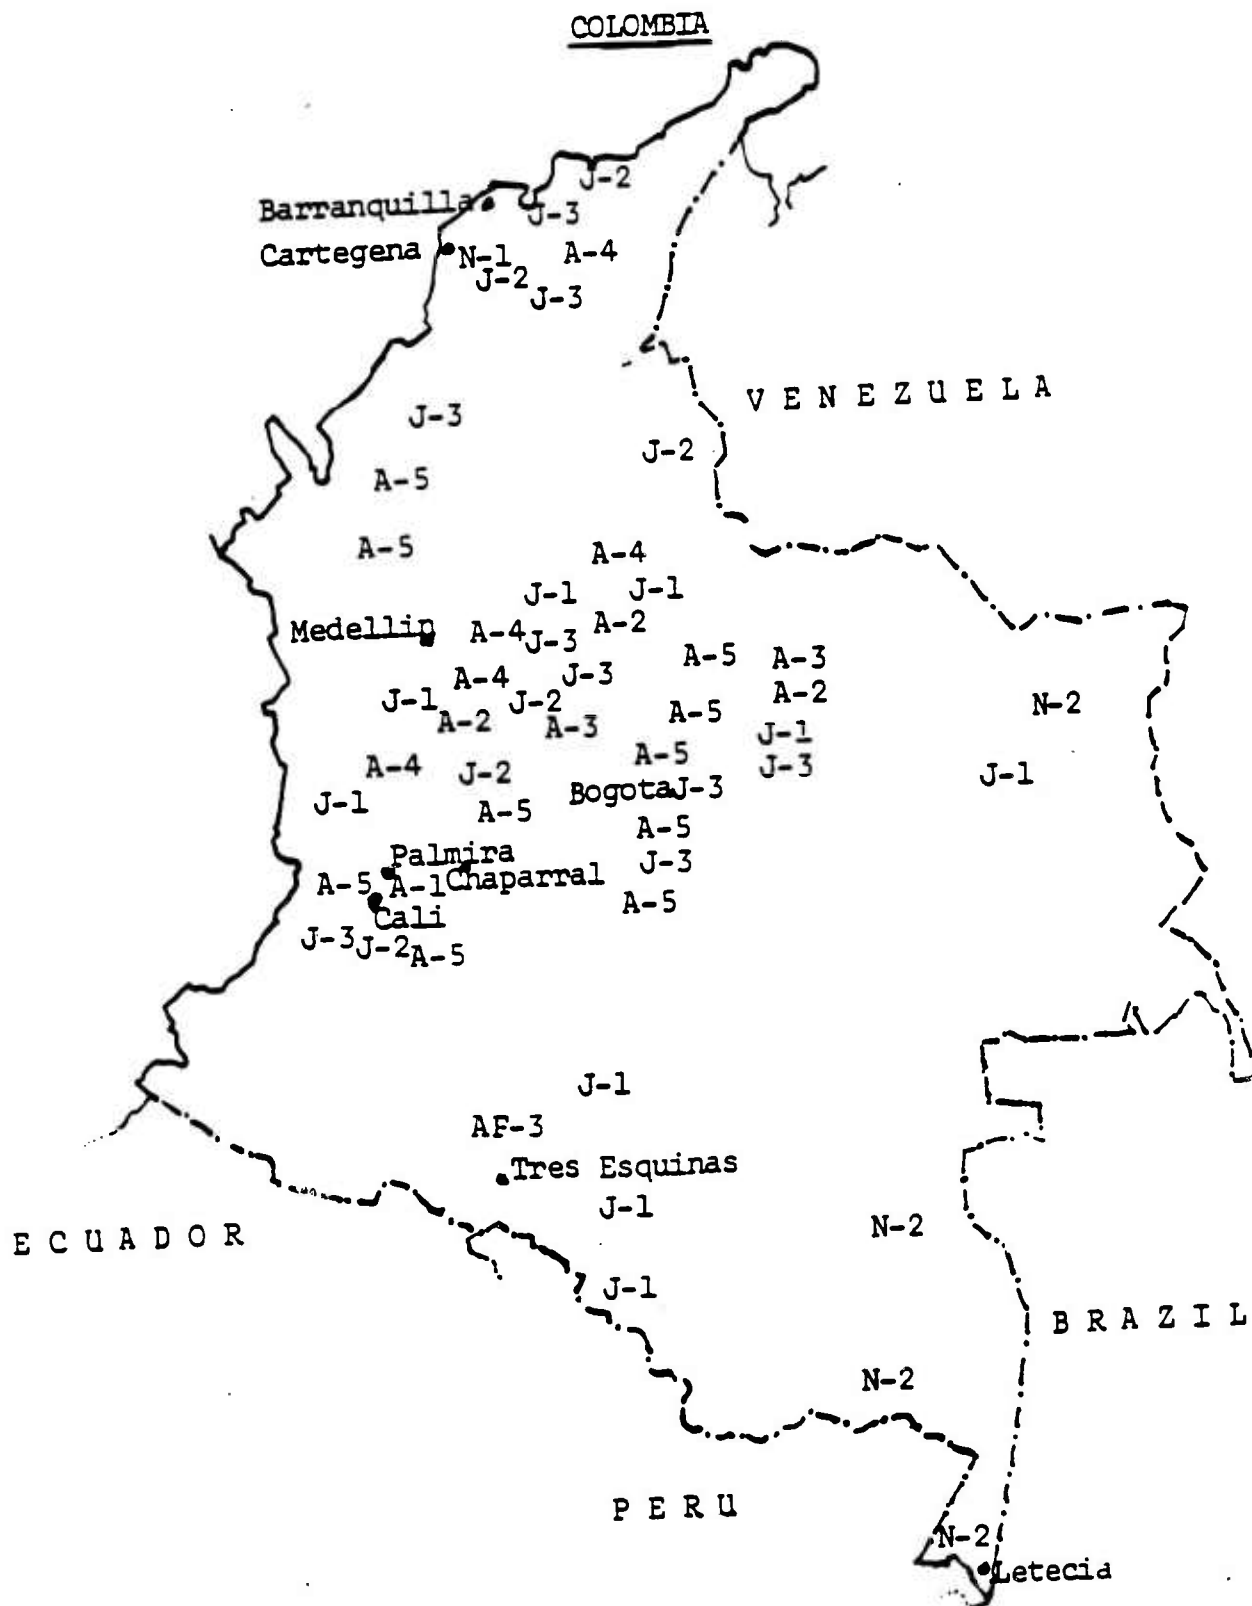 COLOMBIA
J-2
Barranquilla
J-3
Cartegena
N-1
A-4
J-2
J-3
VENEZUELA
J-3
J-2
A-5
A-5
A-4
J-1
J-1
Medellin
A-4
J-3
A-2
A-5
A-3
A-4
J-3
J-1
J-2
A-2
N-2
A-2
A-3
A-5
J-1
A-5
J-3
A-4
J-2
J-1
J-1
A-5
Bogota
J-3
A-5
Palmira
J-3
A-5
A-1
Chaparral
Cali
A-5
J-3
J-2
A-5
J-1
AF-3
Tres Esquinas
J-1
N-2
ECUADOR
J-1
BRAZIL
N-2
PERU
N-2
Letecia